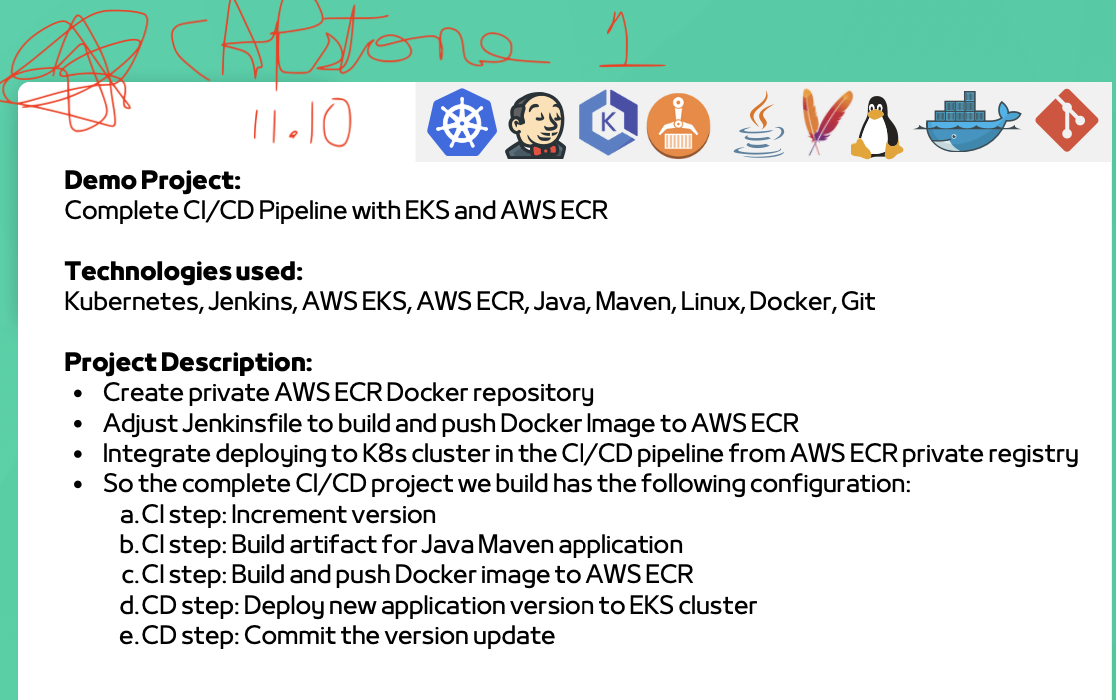 CAPstone 1
11.10
K
Demo Project:
Complete CI/CD Pipeline with EKS and AWS ECR
Technologies used:
Kubernetes, Jenkins, AWS EKS, AWS ECR, Java, Maven, Linux, Docker, Git
Project Description:
• Create private AWS ECR Docker repository
• Adjust Jenkinsfile to build and push Docker Image to AWS ECR
• Integrate deploying to K8s cluster in the CI/CD pipeline from AWS ECR private registry
• So the complete CI/CD project we build has the following configuration:
a. CI step: Increment version
b. CI step: Build artifact for Java Maven application
c. CI step: Build and push Docker image to AWS ECR
d. CD step: Deploy new application version to EKS cluster
e. CD step: Commit the version update